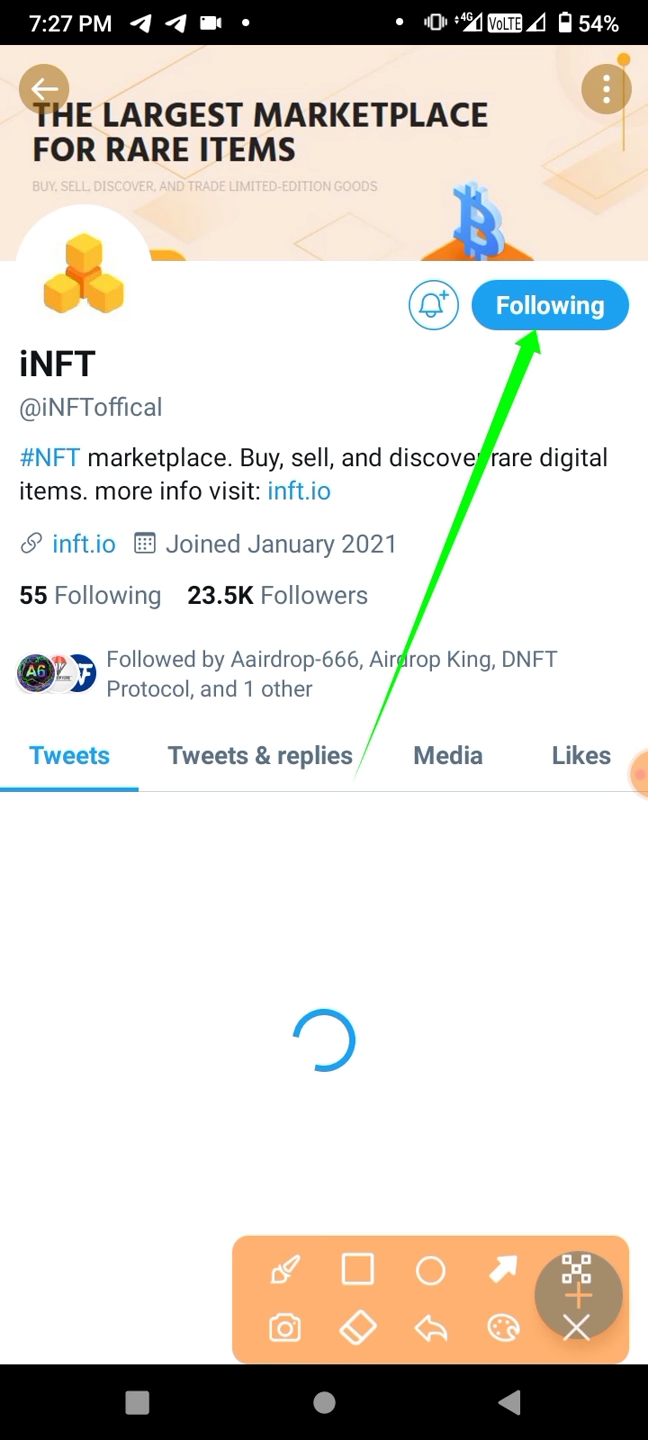 7:27 PM 4G VoLTE 54%
THE LARGEST MARKETPLACE
FOR RARE ITEMS
BUY, SELL, DISCOVER, AND TRADE LIMITED-EDITION GOODS
Following
iNFT
@iNFToffical
#NFT marketplace. Buy, sell, and discover rare digital
items. more info visit: inft.io
inft.io Joined January 2021
55 Following 23.5K Followers
A6
Followed by Aairdrop-666, Airdrop King, DNFT
Protocol, and 1 other
Tweets Tweets & replies Media Likes